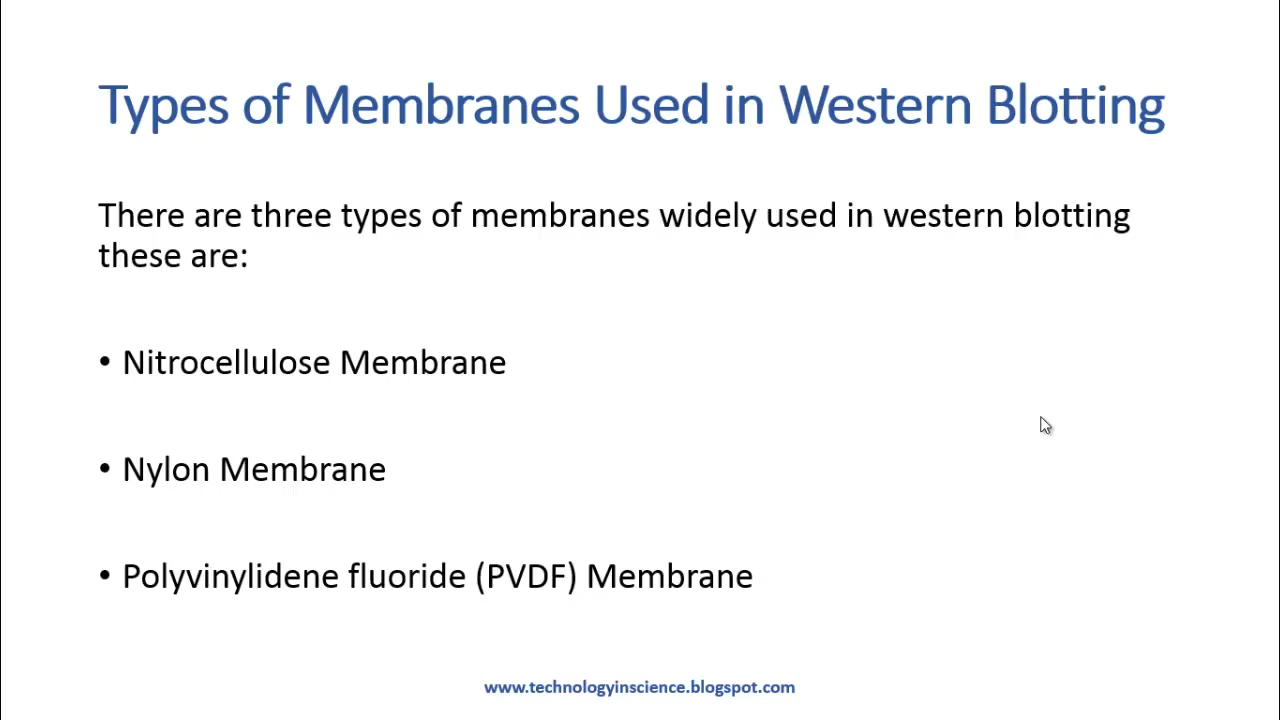 Types of Membranes Used in Western Blotting
There are three types of membranes widely used in western blotting
these are:
• Nitrocellulose Membrane
• Nylon Membrane
• Polyvinylidene fluoride (PVDF) Membrane
www.technologyinscience.blogspot.com